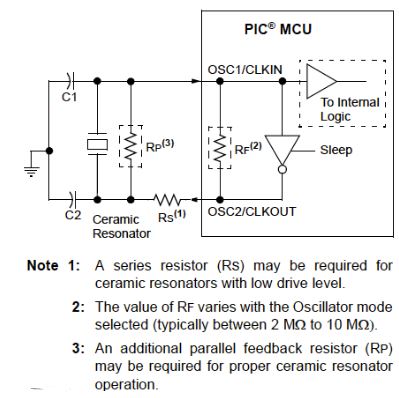 PIC® MCU
OSC1/CLKIN
C1
To Internal
Logic
RP(3)
RF(2)
Sleep
C2
Ceramic
Resonator
RS(1)
OSC2/CLKOUT
Note 1: A series resistor (RS) may be required for
ceramic resonators with low drive level.
2: The value of RF varies with the Oscillator mode
selected (typically between 2 MΩ to 10 MΩ).
3: An additional parallel feedback resistor (RP)
may be required for proper ceramic resonator
operation.